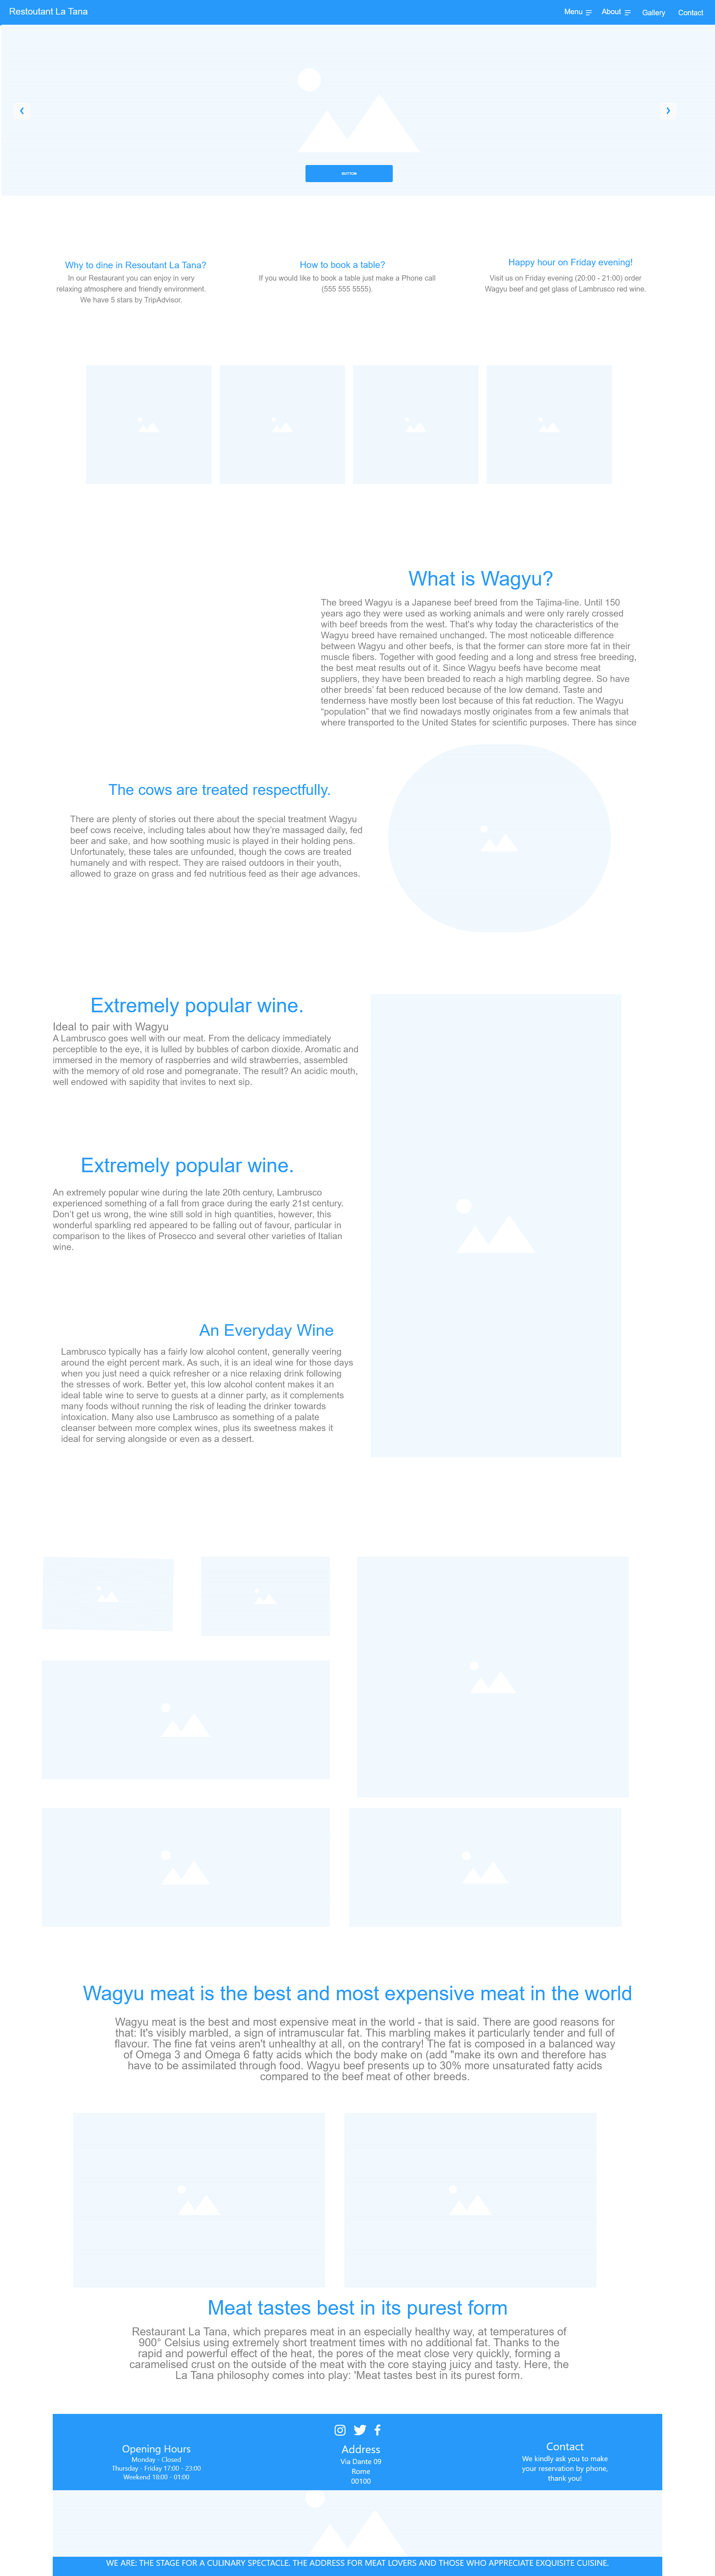 Restoutant La Tana
Menu
About
Gallery
Contact
BOTTOM
Why to dine in Resoutant La Tana?
In our Restaurant you can enjoy in very
relaxing atmosphere and friendly environment.
We have 5 stars by TripAdvisor.
How to book a table?
If you would like to book a table just make a Phone call
(555 555 5555).
Happy hour on Friday evening!
Visit us on Friday evening (20:00 - 21:00) order
Wagyu beef and get glass of Lambrusco red wine.
What is Wagyu?
The breed Wagyu is a Japanese beef breed from the Tajima-line. Until 150
years ago they were used as working animals and were only rarely crossed
with beef breeds from the west. That's why today the characteristics of the
Wagyu breed have remained unchanged. The most noticeable difference
between Wagyu and other beefs, is that the former can store more fat in their
muscle fibers. Together with good feeding and a long and stress free breeding,
the best meat results out of it. Since Wagyu beefs have become meat
suppliers, they have been breaded to reach a high marbling degree. So have
other breeds' fat been reduced because of the low demand. Taste and
tenderness have mostly been lost because of this fat reduction. The Wagyu
“population” that we find nowadays mostly originates from a few animals that
where transported to the United States for scientific purposes. There has since
The cows are treated respectfully.
There are plenty of stories out there about the special treatment Wagyu
beef cows receive, including tales about how they're massaged daily, fed
beer and sake, and how soothing music is played in their holding pens.
Unfortunately, these tales are unfounded, though the cows are treated
humanely and with respect. They are raised outdoors in their youth,
allowed to graze on grass and fed nutritious feed as their age advances.
Extremely popular wine.
Ideal to pair with Wagyu
A Lambrusco goes well with our meat. From the delicacy immediately
perceptible to the eye, it is lulled by bubbles of carbon dioxide. Aromatic and
immersed in the memory of raspberries and wild strawberries, assembled
with the memory of old rose and pomegranate. The result? An acidic mouth,
well endowed with sapidity that invites to next sip.
Extremely popular wine.
An extremely popular wine during the late 20th century, Lambrusco
experienced something of a fall from grace during the early 21st century.
Don't get us wrong, the wine still sold in high quantities, however, this
wonderful sparkling red appeared to be falling out of favour, particular in
comparison to the likes of Prosecco and several other varieties of Italian
wine.
An Everyday Wine
Lambrusco typically has a fairly low alcohol content, generally veering
around the eight percent mark. As such, it is an ideal wine for those days
when you just need a quick refresher or a nice relaxing drink following
the stresses of work. Better yet, this low alcohol content makes it an
ideal table wine to serve to guests at a dinner party, as it complements
many foods without running the risk of leading the drinker towards
intoxication. Many also use Lambrusco as something of a palate
cleanser between more complex wines, plus its sweetness makes it
ideal for serving alongside or even as a dessert.
Wagyu meat is the best and most expensive meat in the world
Wagyu meat is the best and most expensive meat in the world - that is said. There are good reasons for
that: It's visibly marbled, a sign of intramuscular fat. This marbling makes it particularly tender and full of
flavour. The fine fat veins aren't unhealthy at all, on the contrary! The fat is composed in a balanced way
of Omega 3 and Omega 6 fatty acids which the body make on (add "make its own and therefore has
have to be assimilated through food. Wagyu beef presents up to 30% more unsaturated fatty acids
compared to the beef meat of other breeds.
Meat tastes best in its purest form
Restaurant La Tana, which prepares meat in an especially healthy way, at temperatures of
900° Celsius using extremely short treatment times with no additional fat. Thanks to the
rapid and powerful effect of the heat, the pores of the meat close very quickly, forming a
caramelised crust on the outside of the meat with the core staying juicy and tasty. Here, the
La Tana philosophy comes into play: 'Meat tastes best in its purest form.
Opening Hours
Monday - Closed
Thursday - Friday 17:00 - 23:00
Weekend 18:00 - 01:00
Address
Via Dante 09
Rome
00100
Contact
We kindly ask you to make
your reservation by phone,
thank you!
WE ARE: THE STAGE FOR A CULINARY SPECTACLE. THE ADDRESS FOR MEAT LOVERS AND THOSE WHO APPRECIATE EXQUISITE CUISINE.